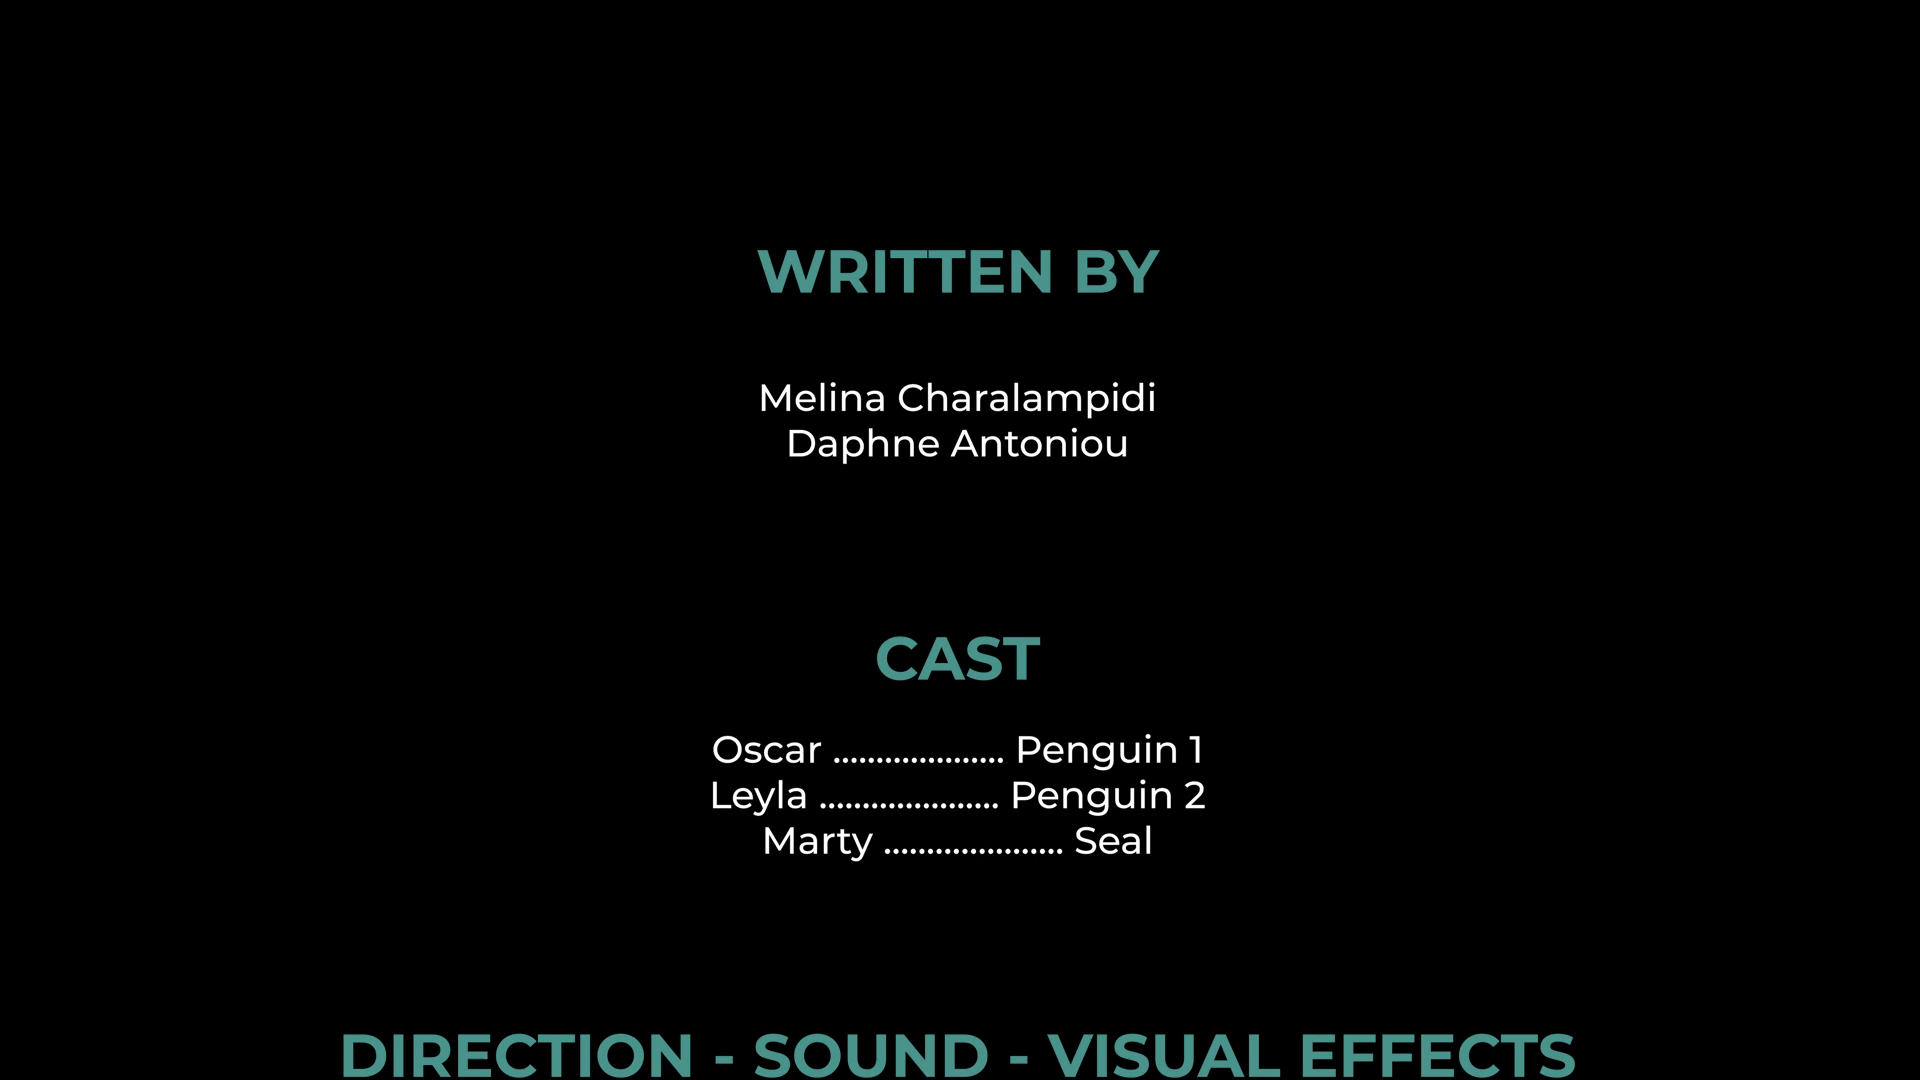 WRITTEN BY
Melina Charalampidi
Daphne Antoniou
CAST
Oscar .................... Penguin 1
Leyla ..................... Penguin 2
Marty ..................... Seal
DIRECTION - SOUND - VISUAL EFFECTS